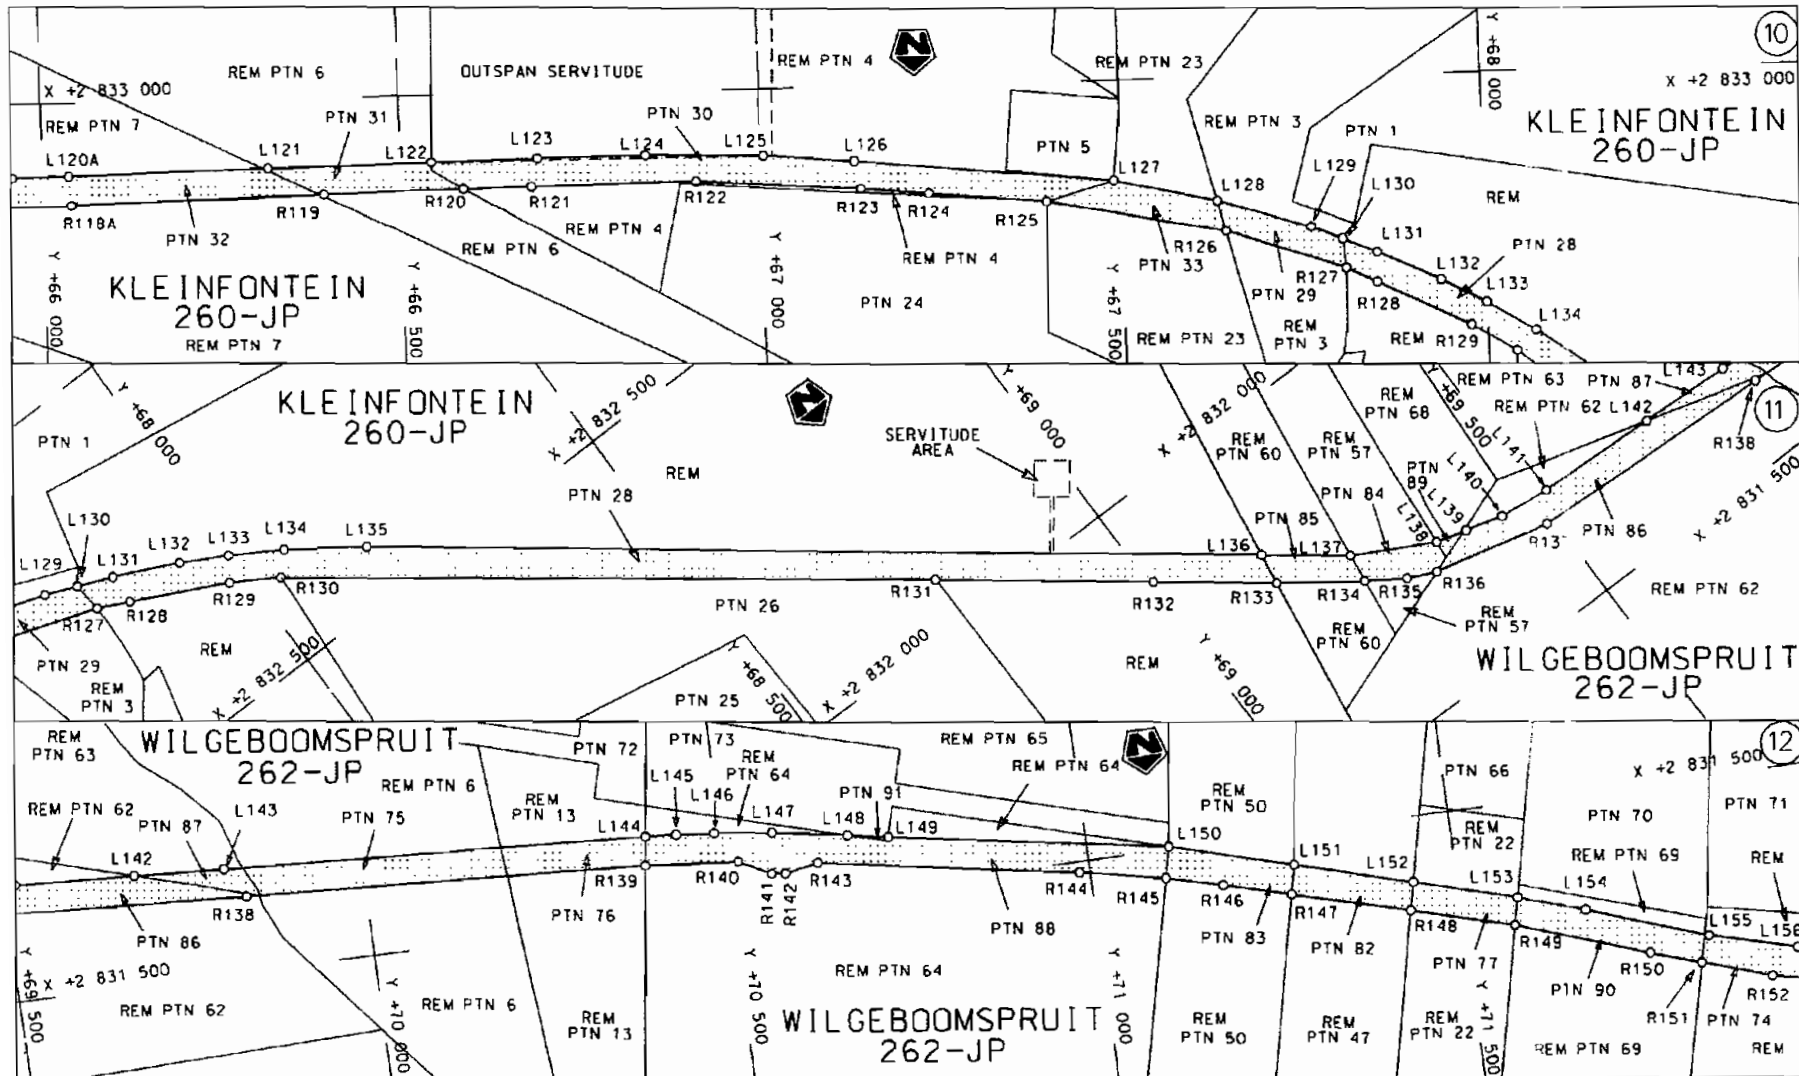 10
REM PTN 6
OUTSPAN SERVITUDE
REM PTN 4
N
REM PTN 23
Y +68 000
X +2 833 000
X +2 833 000
REM PTN 7
PTN 31
PTN 30
PTN 5
REM PTN 3
PTN 1
KLEINFONTEIN
260-JP
L120A
L121
L122
L123
L124
L125
L126
L127
L128
L129
L130
REM
L131
PTN 28
L132
L133
L134
R118A
PTN 32
R119
R120
R121
R122
R123
R124
R125
R126
PTN 33
R127
PTN 29
R128
R129
REM PTN 6
REM PTN 4
REM PTN 4
PTN 24
REM PTN 23
REM
PTN 3
REM
Y +66 000
KLEINFONTEIN
260-JP
REM PTN 7
Y +66 500
Y +67 000
Y +67 500
11
KLEINFONTEIN
260-JP
PTN 1
Y +68 000
X +2 832 500
N
SERVITUDE
AREA
Y +69 000
X +2 832 000
REM
PTN 60
REM
PTN 57
REM
PTN 68
PTN
89
Y +69 500
REM PTN 63
PTN 87
REM PTN 62
L143
L142
L141
L140
L139
L138
R138
X +2 831 500
REM
PTN 28
PTN 84
PTN 85
L129
L130
L131
L132
L133
L134
L135
L136
L137
PTN 86
R127
R128
R129
R130
R131
R132
R133
R134
R135
R136
PTN 26
PTN 29
REM
PTN 3
REM
X +2 832 500
PTN 25
Y +68 500
X +2 832 000
REM
Y +69 000
REM
PTN 60
REM
PTN 57
REM PTN 62
WILGEBOOMSPRUIT
262-JP
12
REM
PTN 63
WILGEBOOMSPRUIT
262-JP
REM PTN 6
PTN 72
PTN 73
REM
PTN 64
REM PTN 65
REM PTN 64
N
X +2 831 500
REM PTN 62
PTN 87
L143
PTN 75
REM
PTN 13
L145
L146
L147
PTN 91
L148
L149
REM
PTN 50
PTN 66
REM
PTN 22
PTN 70
PTN 71
L142
L144
L150
L151
L152
L153
L154
REM PTN 69
REM
L155
L156
R138
R139
R140
R141
R142
R143
R144
R145
R146
R147
R148
R149
R150
R151
R152
PTN 86
PTN 76
PTN 88
PTN 83
PTN 82
PTN 77
PTN 90
PTN 74
Y +69 500
X +2 831 500
REM PTN 62
Y +70 000
REM PTN 6
REM
PTN 13
Y +70 500
REM PTN 64
WILGEBOOMSPRUIT
262-JP
Y +71 000
REM
PTN 50
REM
PTN 47
REM
PTN 22
Y +71 500
REM PTN 69
REM